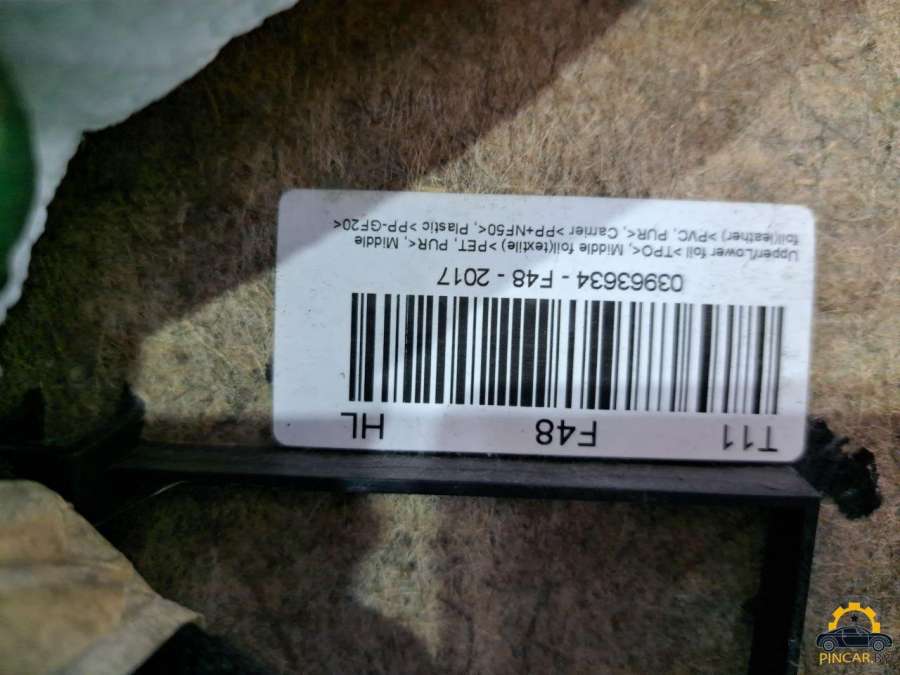 T11 F48 HL
03963634 - F48 - 2017
Upper/Lower foil >TPO<, Middle foil(textile) >PET, PUR<, Middle
foil(leather) >PVC, PUR<, Carrier >PP+NF50<, Plastic >PP-GF20<
PINCAR.BY